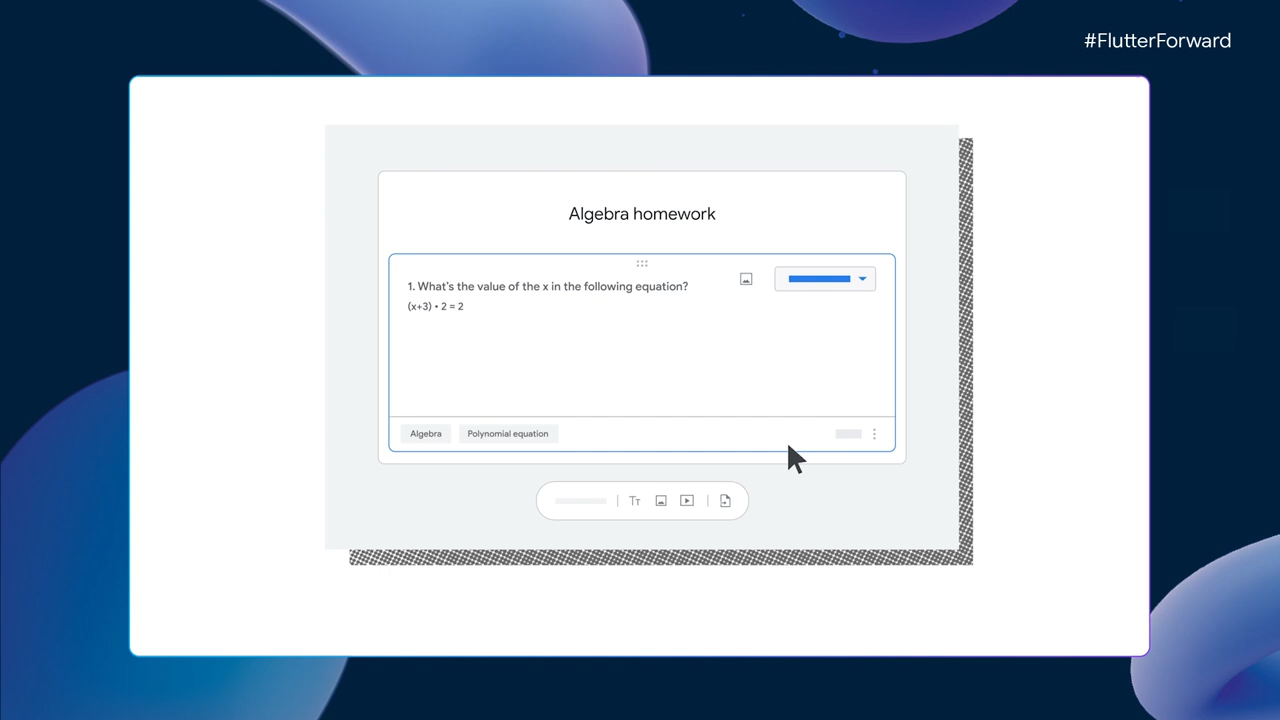 #FlutterForward
Algebra homework
1. What's the value of the x in the following equation?
(x+3) • 2 = 2
Algebra
Polynomial equation
Tт